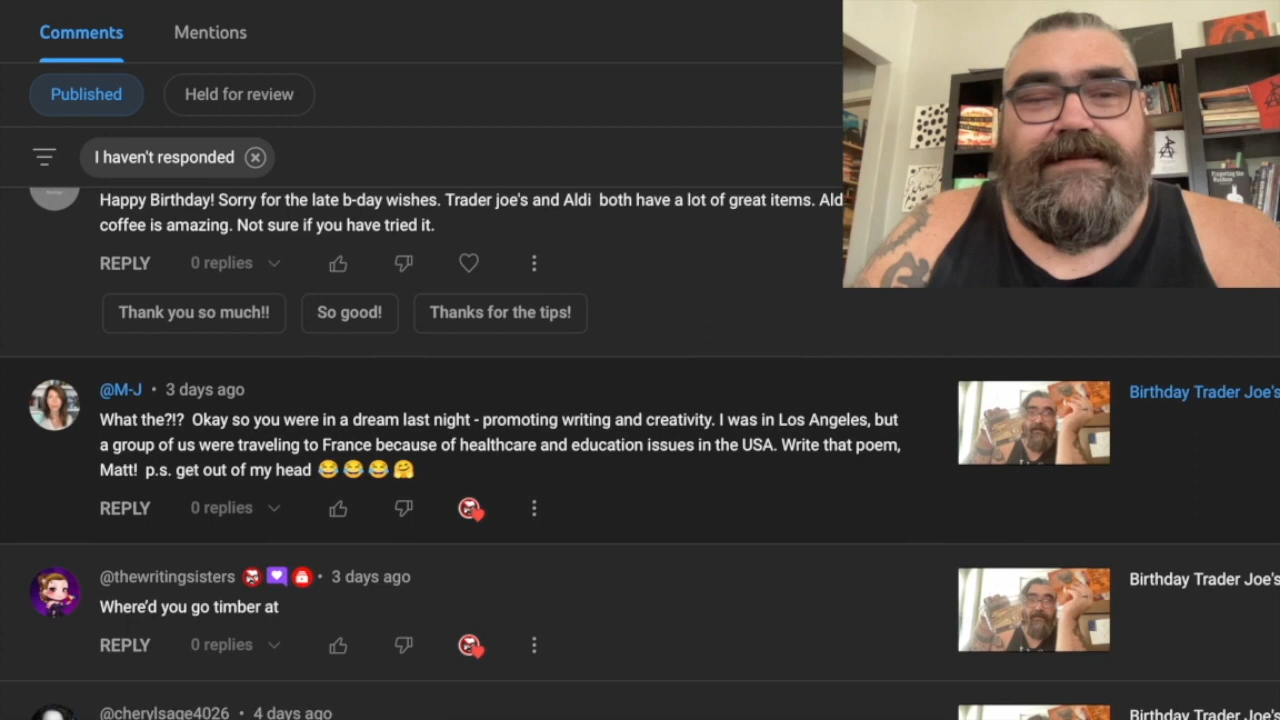 Comments
Mentions
Published
Held for review
I haven't responded
Happy Birthday! Sorry for the late b-day wishes. Trader joe's and Aldi both have a lot of great items. Ald
coffee is amazing. Not sure if you have tried it.
REPLY 0 replies
Thank you so much!! So good! Thanks for the tips!
@M-J • 3 days ago
What the?!? Okay so you were in a dream last night - promoting writing and creativity. I was in Los Angeles, but
a group of us were traveling to France because of healthcare and education issues in the USA. Write that poem,
Matt! p.s. get out of my head 😂😂😂🤗
Birthday Trader Joe's
REPLY 0 replies
@thewritingsisters • 3 days ago
Where'd you go timber at
Birthday Trader Joe's
REPLY 0 replies
@cherylsage4026 • 4 days ago
Birthday Trader Joe's